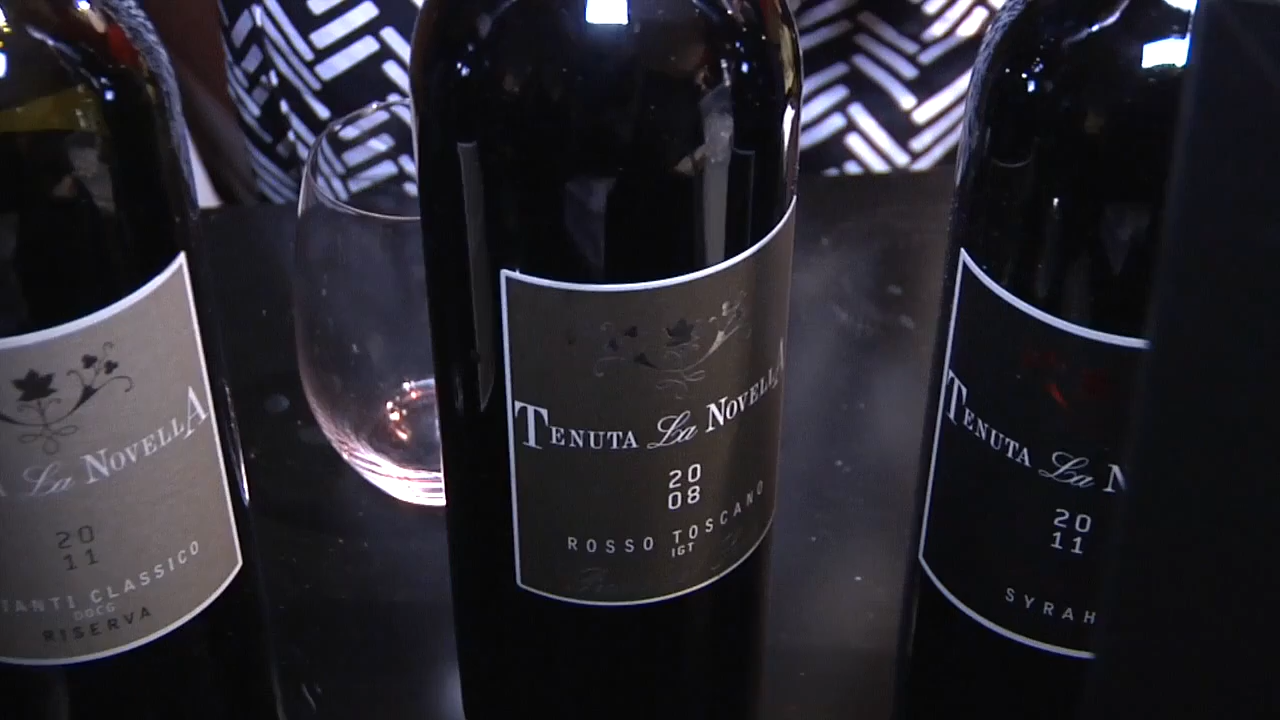 La NOVELLA
20
11
CLASSICO
DOCG
RISERVA
TENUTA La NOVELLA
20
08
ROSSO TOSCANO
IGT
TENUTA La N
20
11
SYRAH